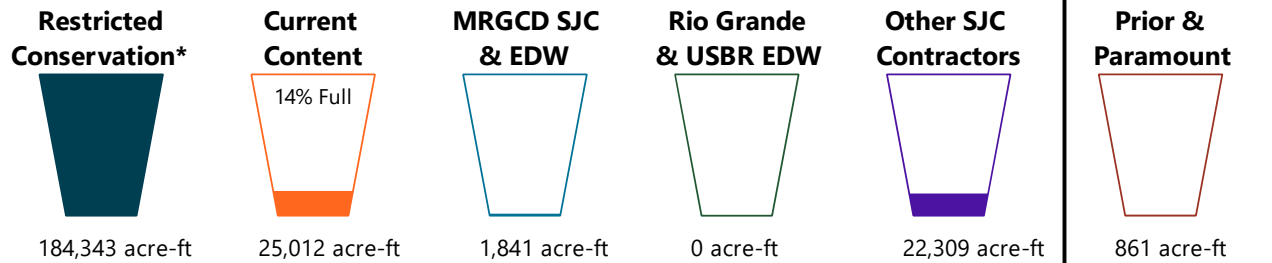 Restricted
Conservation*
Current
Content
MRGCD SJC
& EDW
Rio Grande
& USBR EDW
Other SJC
Contractors
Prior &
Paramount
14% Full
184,343 acre-ft
25,012 acre-ft
1,841 acre-ft
0 acre-ft
22,309 acre-ft
861 acre-ft